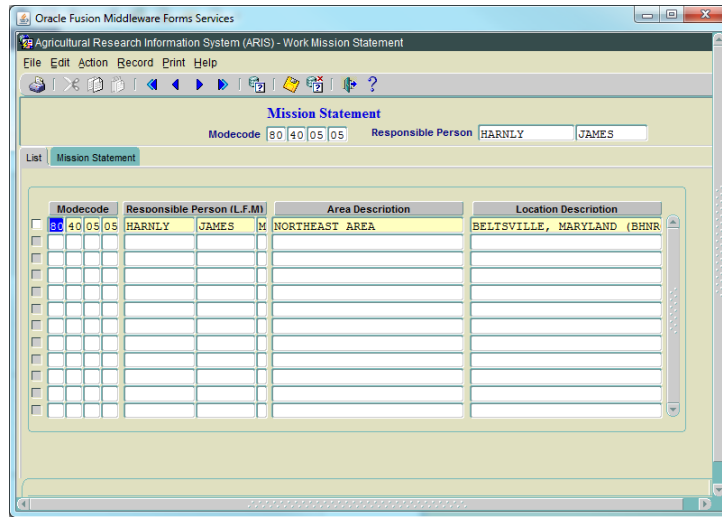 Oracle Fusion Middleware Forms Services
Agricultural Research Information System (ARIS) - Work Mission Statement
File Edit Action Record Print Help
Mission Statement
Modecode 80 40 05 05 Responsible Person HARNLY JAMES
List Mission Statement
Modecode Responsible Person (L,F,M) Area Description Location Description
80 40 05 05 HARNLY JAMES M NORTHEAST AREA BELTSVILLE, MARYLAND (BHNR